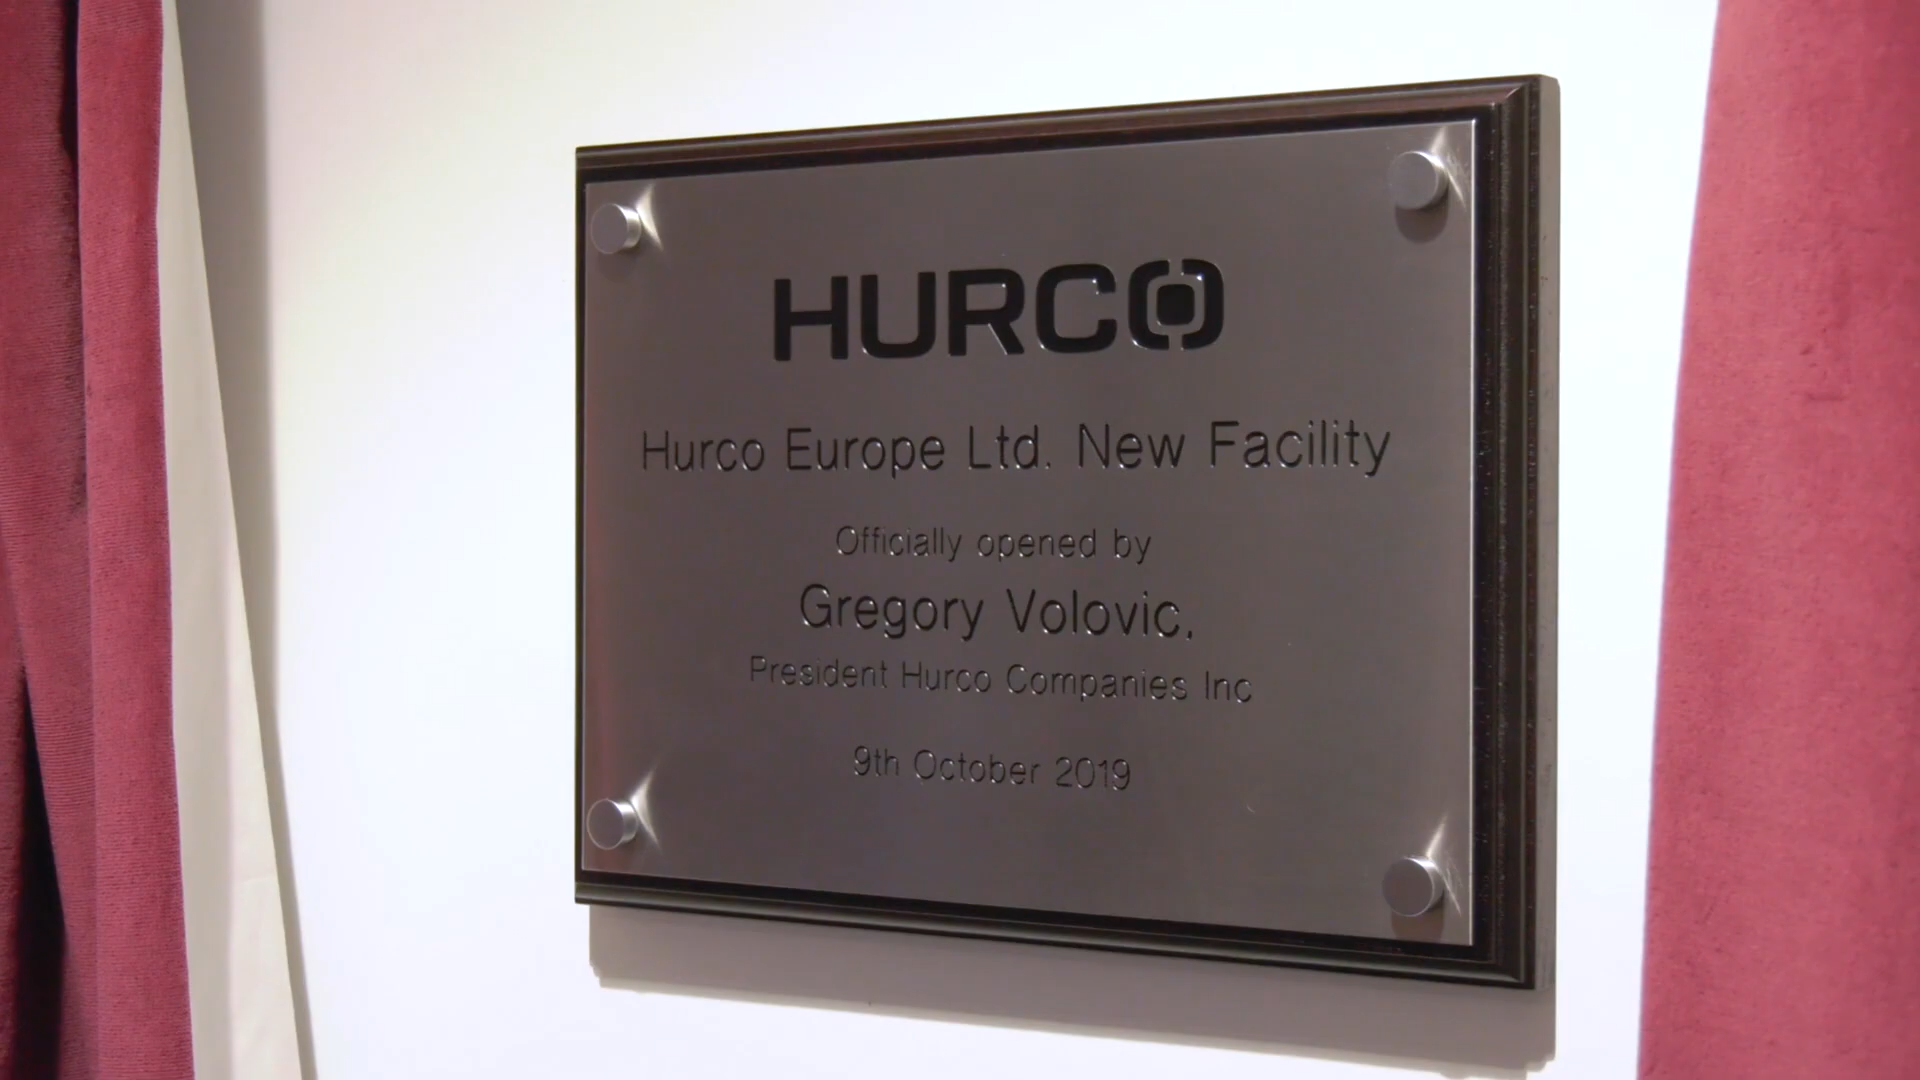 HURCO
Hurco Europe Ltd. New Facility
Officially opened by
Gregory Volovic.
President Hurco Companies Inc
9th October 2019